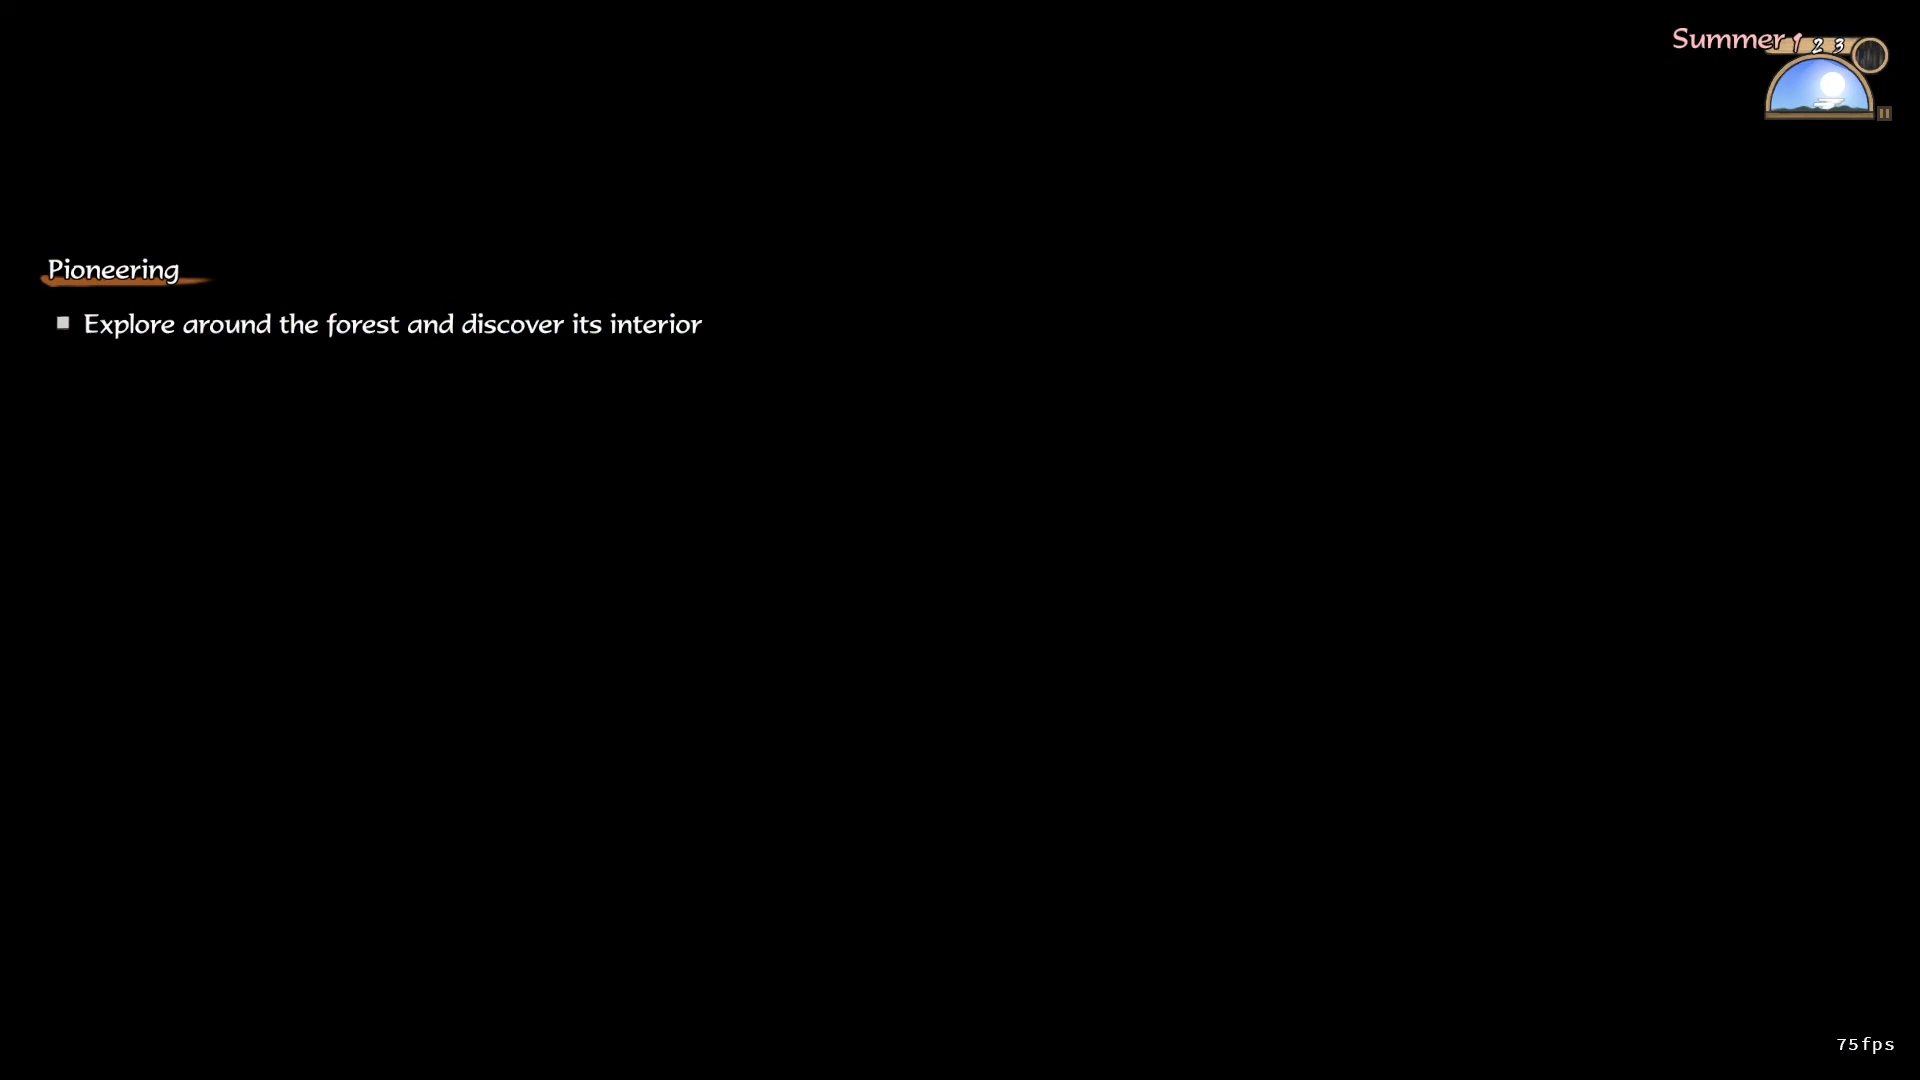 Summer 1 2 3
Pioneering
Explore around the forest and discover its interior
75fps